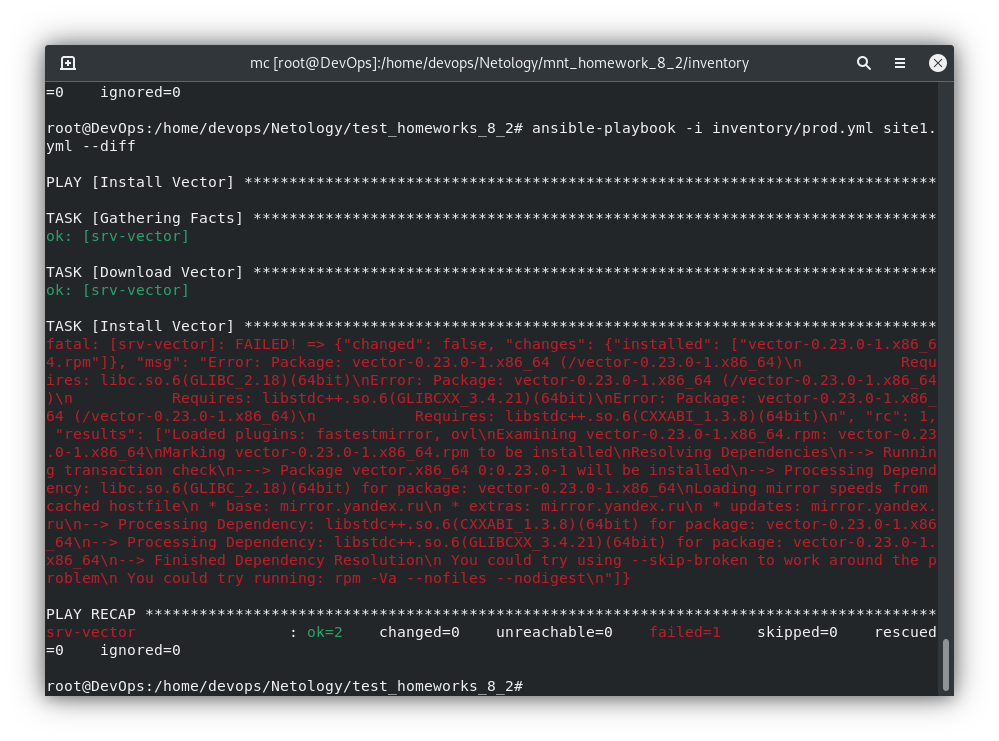 mc [root@DevOps]:/home/devops/Netology/mnt_homework_8_2/inventory
=0    ignored=0
root@DevOps:/home/devops/Netology/test_homeworks_8_2# ansible-playbook -i inventory/prod.yml site1.
yml --diff
PLAY [Install Vector] *****************************************************************************
TASK [Gathering Facts] ****************************************************************************
ok: [srv-vector]
TASK [Download Vector] ****************************************************************************
ok: [srv-vector]
TASK [Install Vector] *****************************************************************************
fatal: [srv-vector]: FAILED! => {"changed": false, "changes": {"installed": ["vector-0.23.0-1.x86_6
4.rpm"]}, "msg": "Error: Package: vector-0.23.0-1.x86_64 (/vector-0.23.0-1.x86_64)\n           Requ
ires: libc.so.6(GLIBC_2.18)(64bit)\nError: Package: vector-0.23.0-1.x86_64 (/vector-0.23.0-1.x86_64
)\n           Requires: libstdc++.so.6(GLIBCXX_3.4.21)(64bit)\nError: Package: vector-0.23.0-1.x86_
64 (/vector-0.23.0-1.x86_64)\n           Requires: libstdc++.so.6(CXXABI_1.3.8)(64bit)\n", "rc": 1,
 "results": ["Loaded plugins: fastestmirror, ovl\nExamining vector-0.23.0-1.x86_64.rpm: vector-0.23
.0-1.x86_64\nMarking vector-0.23.0-1.x86_64.rpm to be installed\nResolving Dependencies\n--> Runnin
g transaction check\n---> Package vector.x86_64 0:0.23.0-1 will be installed\n--> Processing Depend
ency: libc.so.6(GLIBC_2.18)(64bit) for package: vector-0.23.0-1.x86_64\nLoading mirror speeds from 
cached hostfile\n * base: mirror.yandex.ru\n * extras: mirror.yandex.ru\n * updates: mirror.yandex.
ru\n--> Processing Dependency: libstdc++.so.6(CXXABI_1.3.8)(64bit) for package: vector-0.23.0-1.x86
_64\n--> Processing Dependency: libstdc++.so.6(GLIBCXX_3.4.21)(64bit) for package: vector-0.23.0-1.
x86_64\n--> Finished Dependency Resolution\n You could try using --skip-broken to work around the p
roblem\n You could try running: rpm -Va --nofiles --nodigest\n"]}
PLAY RECAP ****************************************************************************************
srv-vector                 : ok=2    changed=0    unreachable=0    failed=1    skipped=0    rescued
=0    ignored=0
root@DevOps:/home/devops/Netology/test_homeworks_8_2#